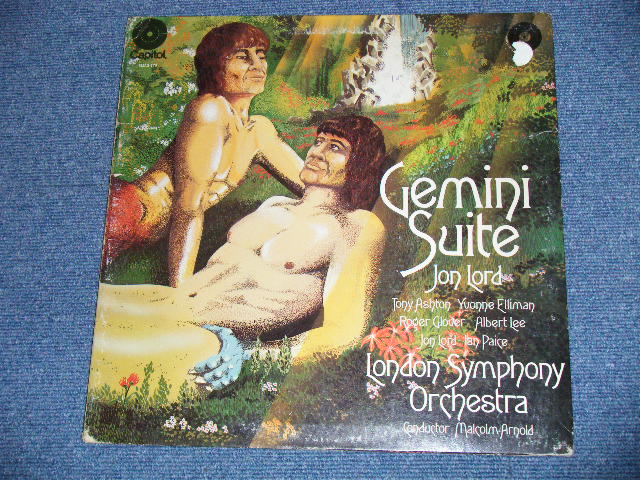 Capitol
Gemini
Suite
Jon Lord
Tony Ashton Yvonne Elliman
Roger Glover Albert Lee
Jon Lord Ian Paice
London Symphony
Orchestra
Conductor Malcolm Arnold